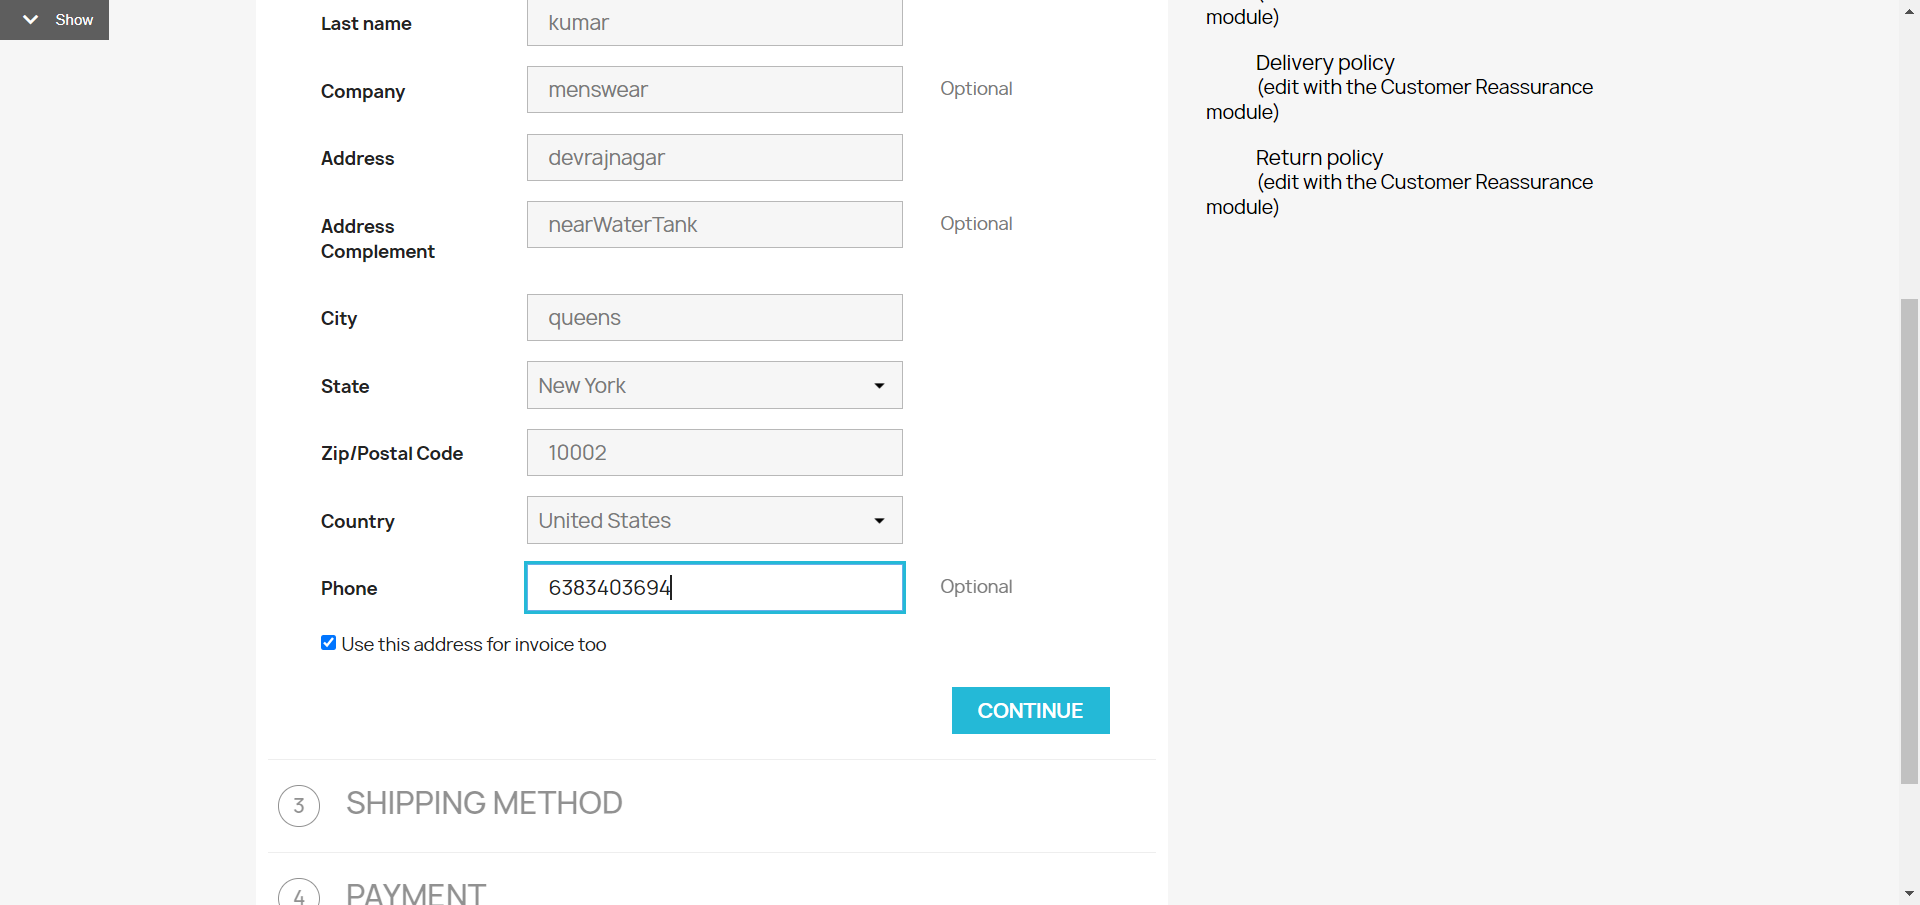 Show
Last name kumar
Company menswear Optional
Address devrajnagar
Address nearWaterTank Optional
Complement
City queens
State New York
Zip/Postal Code 10002
Country United States
Phone 6383403694 Optional
Use this address for invoice too
CONTINUE
3 SHIPPING METHOD
4 PAYMENT
module)
Delivery policy
(edit with the Customer Reassurance
module)
Return policy
(edit with the Customer Reassurance
module)